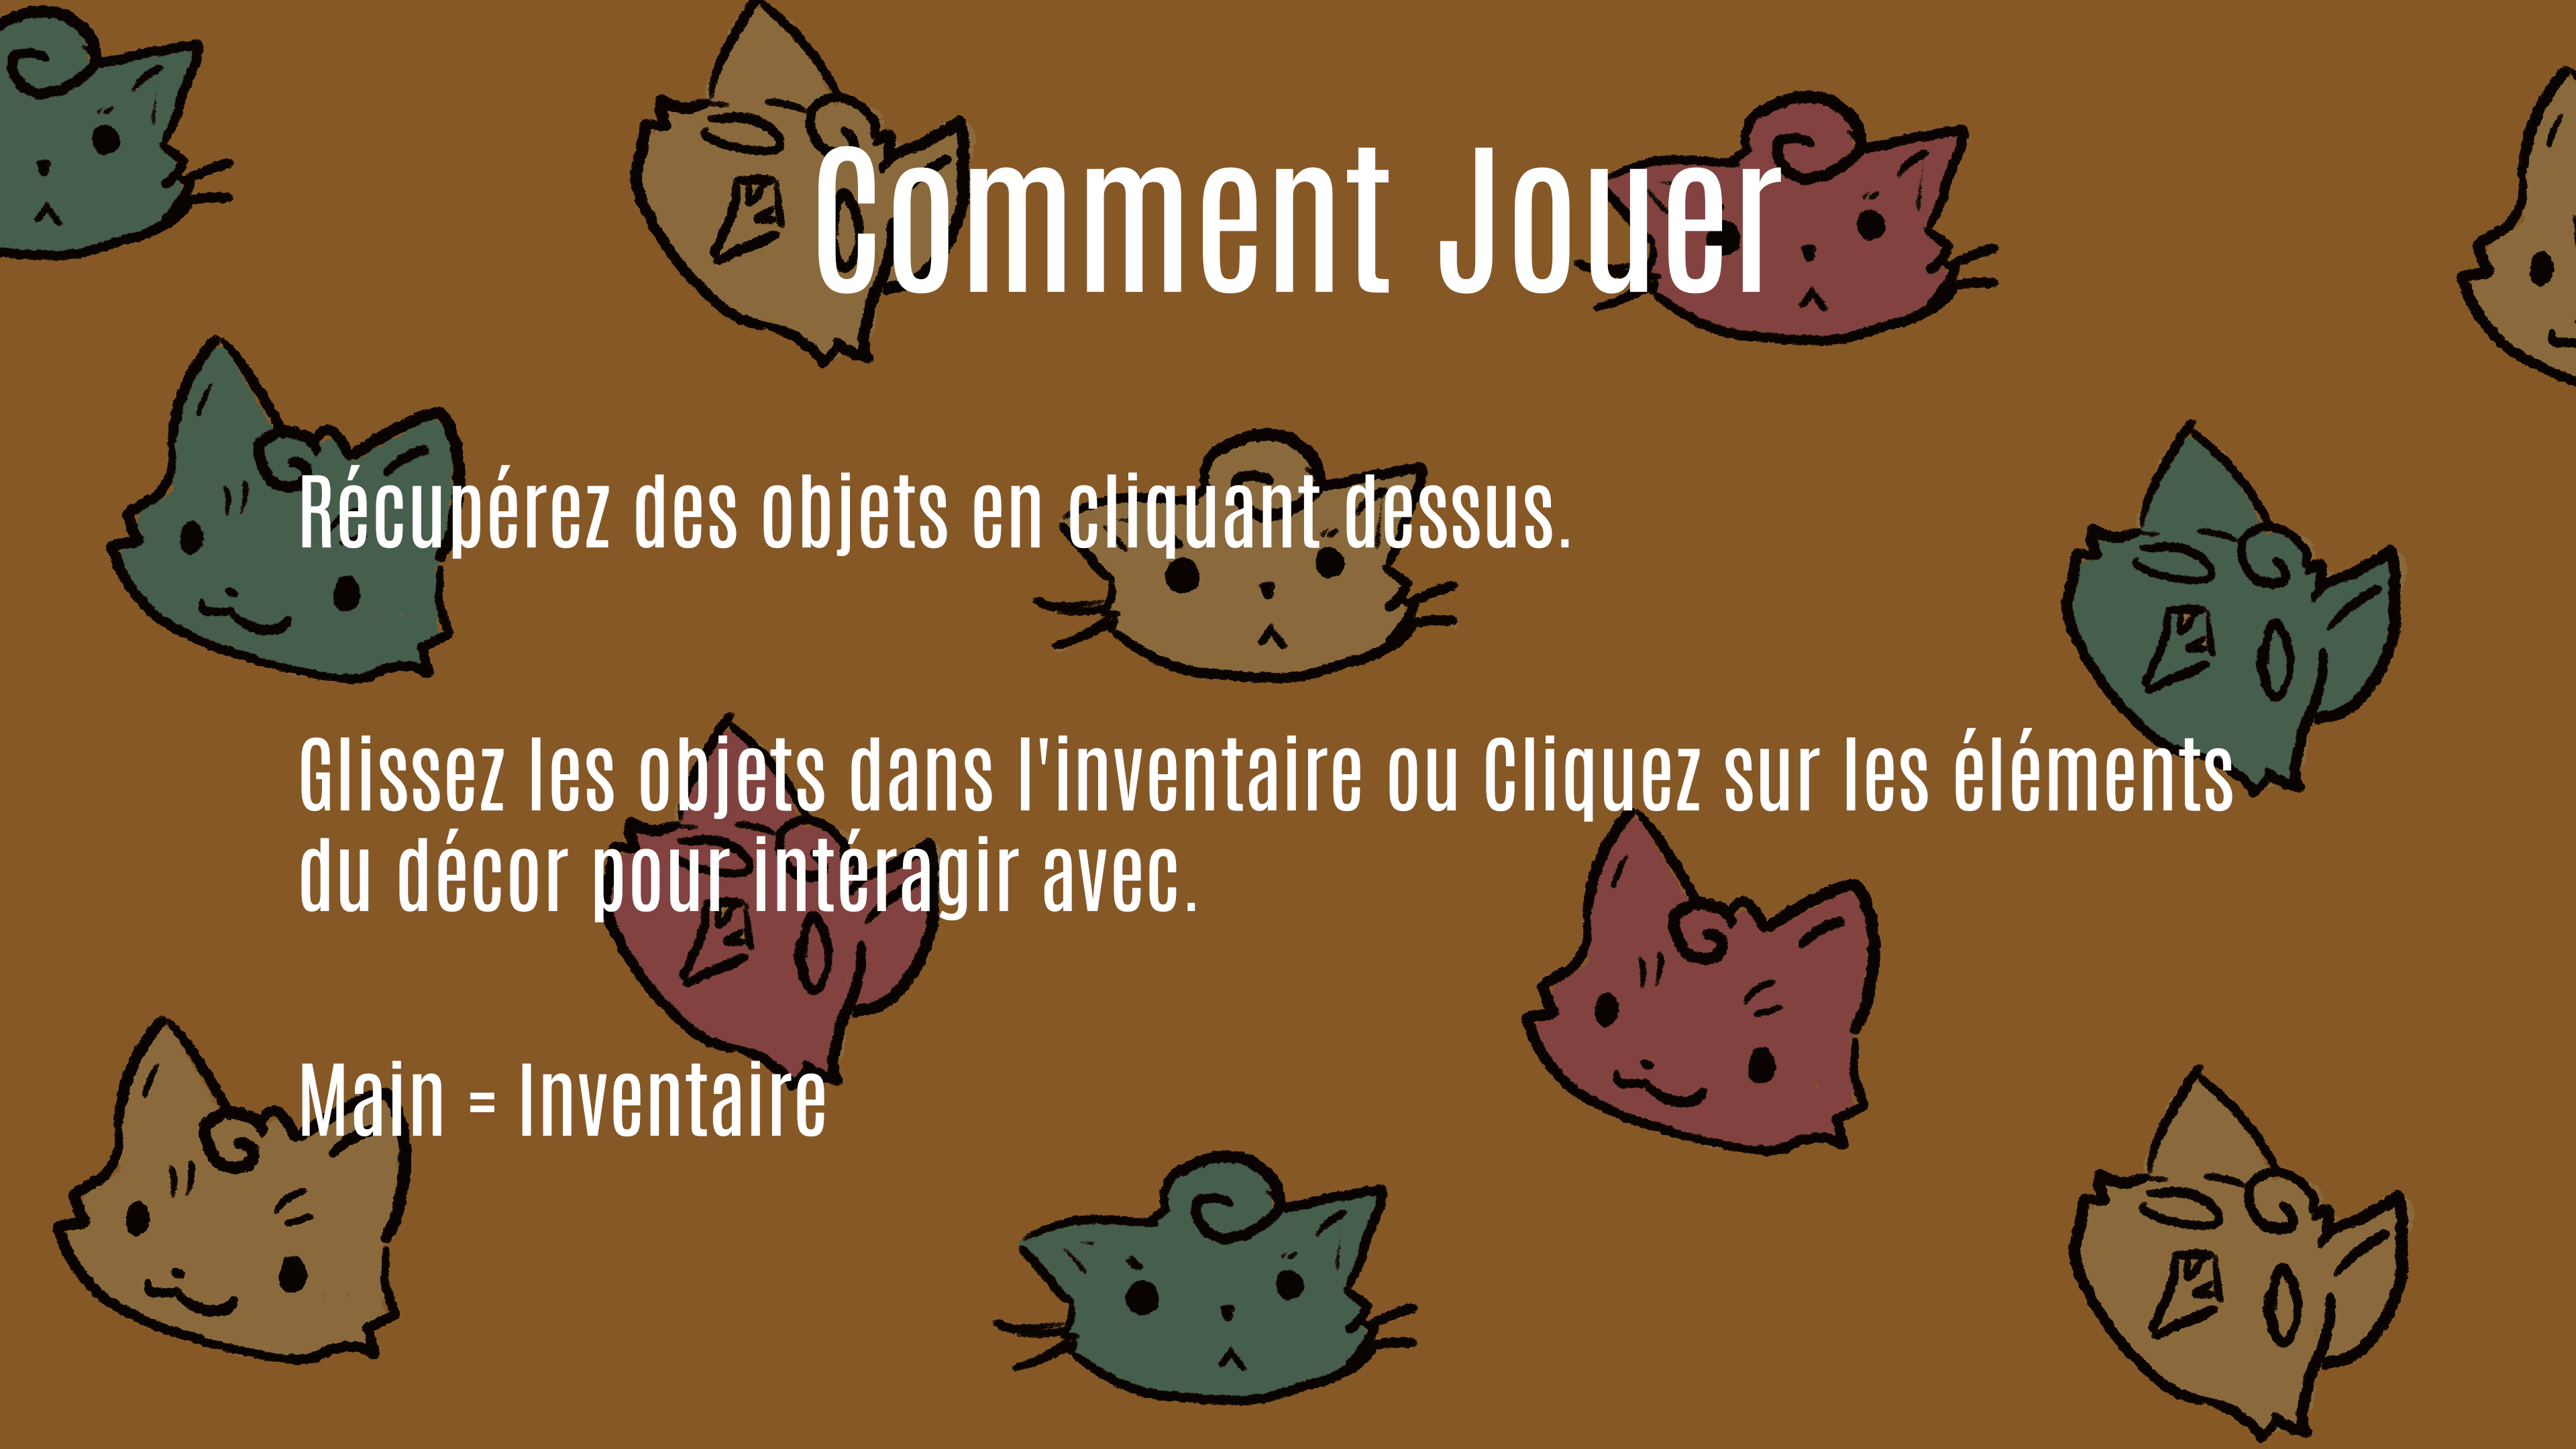 Comment Jouer
Récupérez des objets en cliquant dessus.
Glissez les objets dans l'inventaire ou Cliquez sur les éléments
du décor pour intéragir avec.
Main = Inventaire